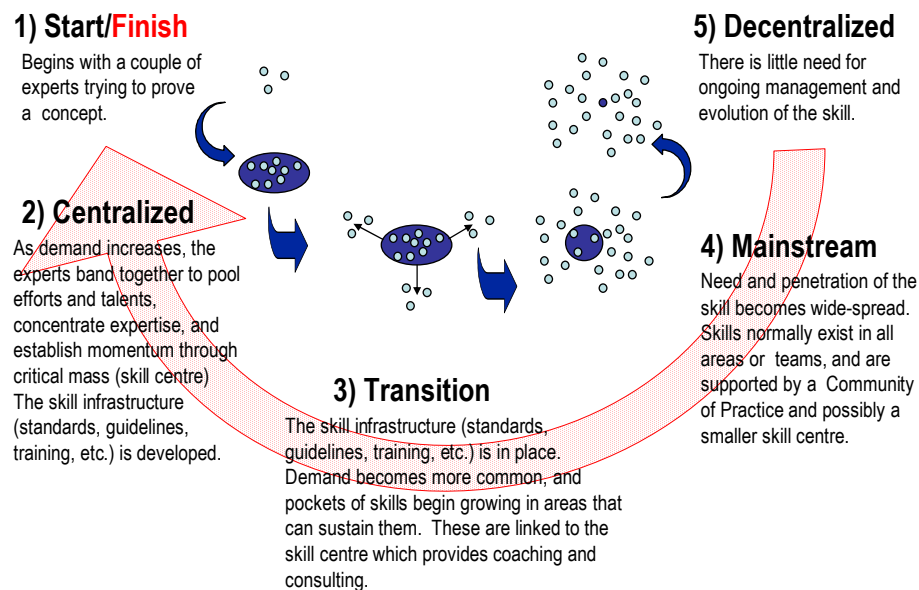 1) Start/Finish
Begins with a couple of
experts trying to prove
a concept.
2) Centralized
As demand increases, the
experts band together to pool
efforts and talents,
concentrate expertise, and
establish momentum through
critical mass (skill centre)
The skill infrastructure
(standards, guidelines,
training, etc.) is developed.
3) Transition
The skill infrastructure (standards,
guidelines, training, etc.) is in place.
Demand becomes more common, and
pockets of skills begin growing in areas that
can sustain them. These are linked to the
skill centre which provides coaching and
consulting.
4) Mainstream
Need and penetration of the
skill becomes wide-spread.
Skills normally exist in all
areas or teams, and are
supported by a Community
of Practice and possibly a
smaller skill centre.
5) Decentralized
There is little need for
ongoing management and
evolution of the skill.